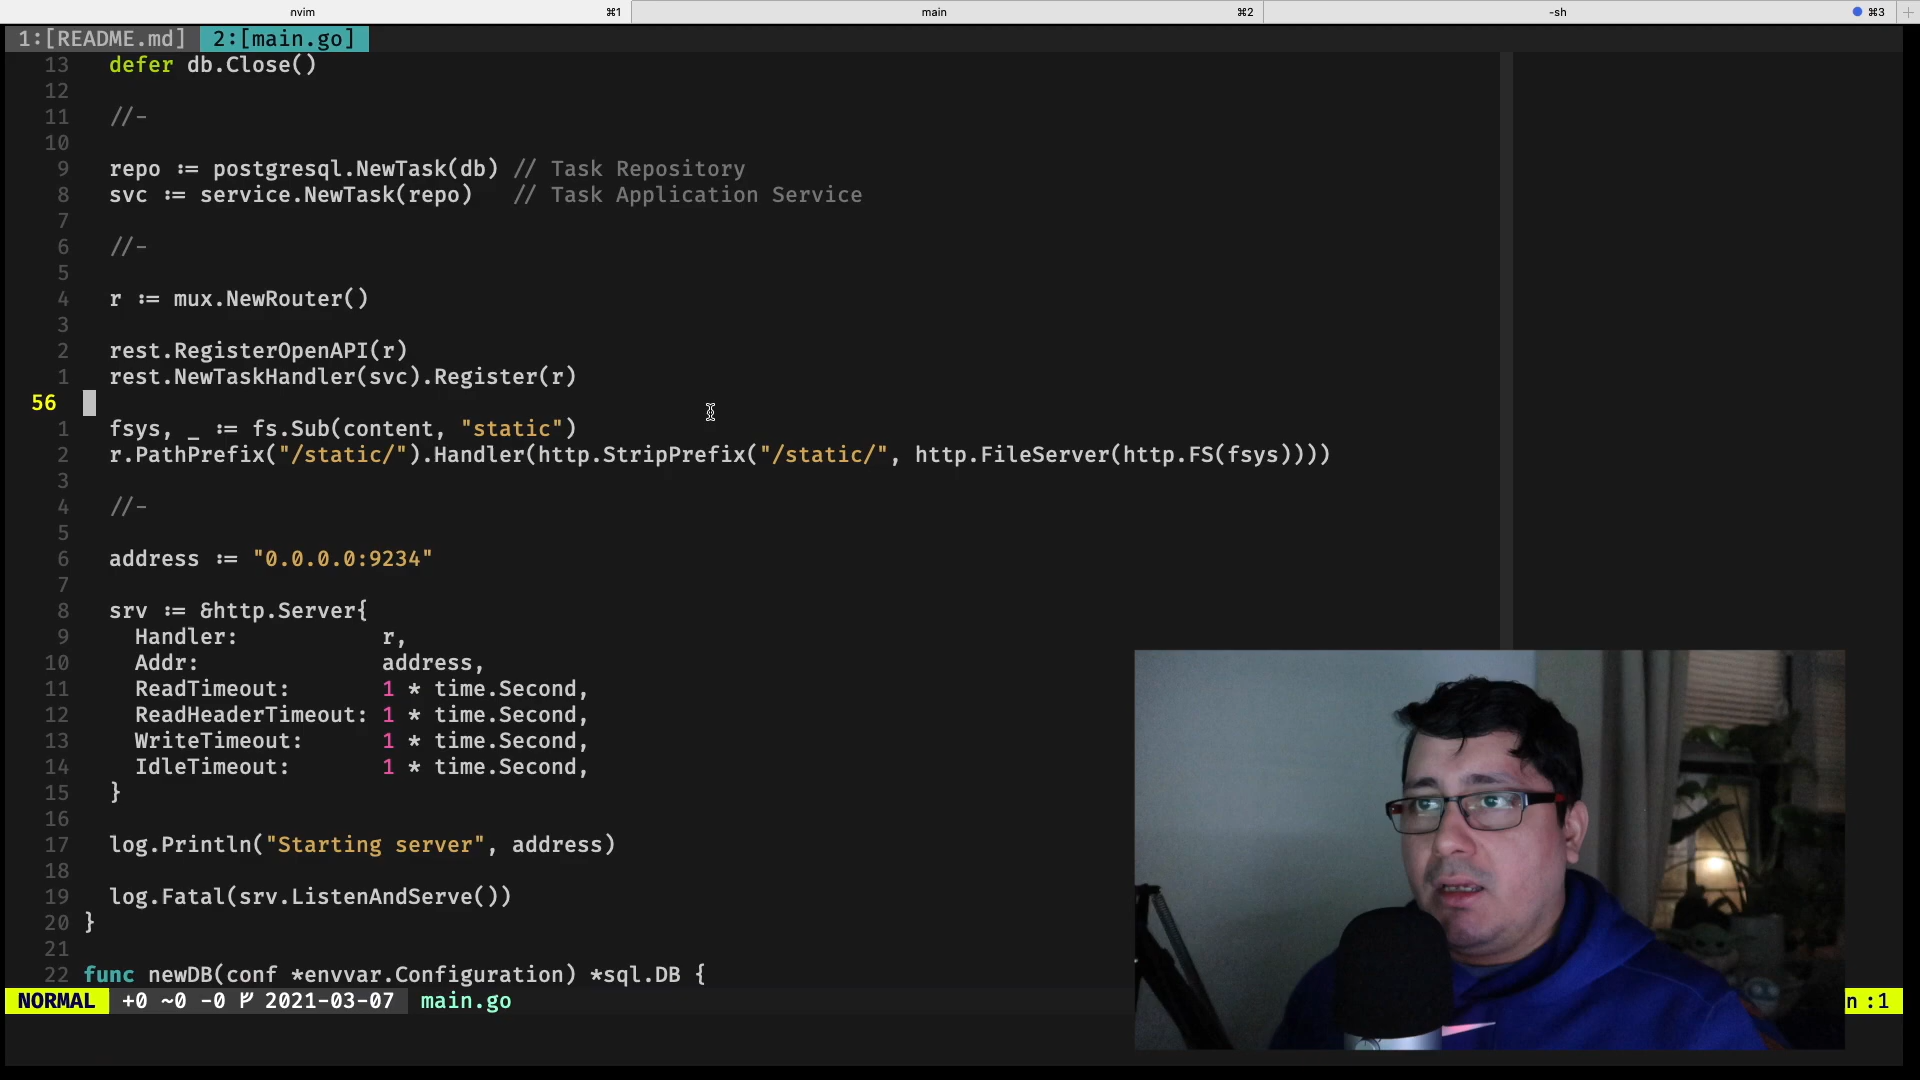 nvim ⌘1 main ⌘2 -sh ⌘3 +
1:[README.md] 2:[main.go]
13 defer db.Close()
12
11 //-
10
9 repo := postgresql.NewTask(db) // Task Repository
8 svc := service.NewTask(repo) // Task Application Service
7
6 //-
5
4 r := mux.NewRouter()
3
2 rest.RegisterOpenAPI(r)
1 rest.NewTaskHandler(svc).Register(r)
56
1 fsys, _ := fs.Sub(content, "static")
2 r.PathPrefix("/static/").Handler(http.StripPrefix("/static/", http.FileServer(http.FS(fsys))))
3
4 //-
5
6 address := "0.0.0.0:9234"
7
8 srv := &http.Server{
9 Handler: r,
10 Addr: address,
11 ReadTimeout: 1 * time.Second,
12 ReadHeaderTimeout: 1 * time.Second,
13 WriteTimeout: 1 * time.Second,
14 IdleTimeout: 1 * time.Second,
15 }
16
17 log.Println("Starting server", address)
18
19 log.Fatal(srv.ListenAndServe())
20 }
21
22 func newDB(conf *envvar.Configuration) *sql.DB {
NORMAL +0 ~0 -0 2021-03-07 main.go n :1